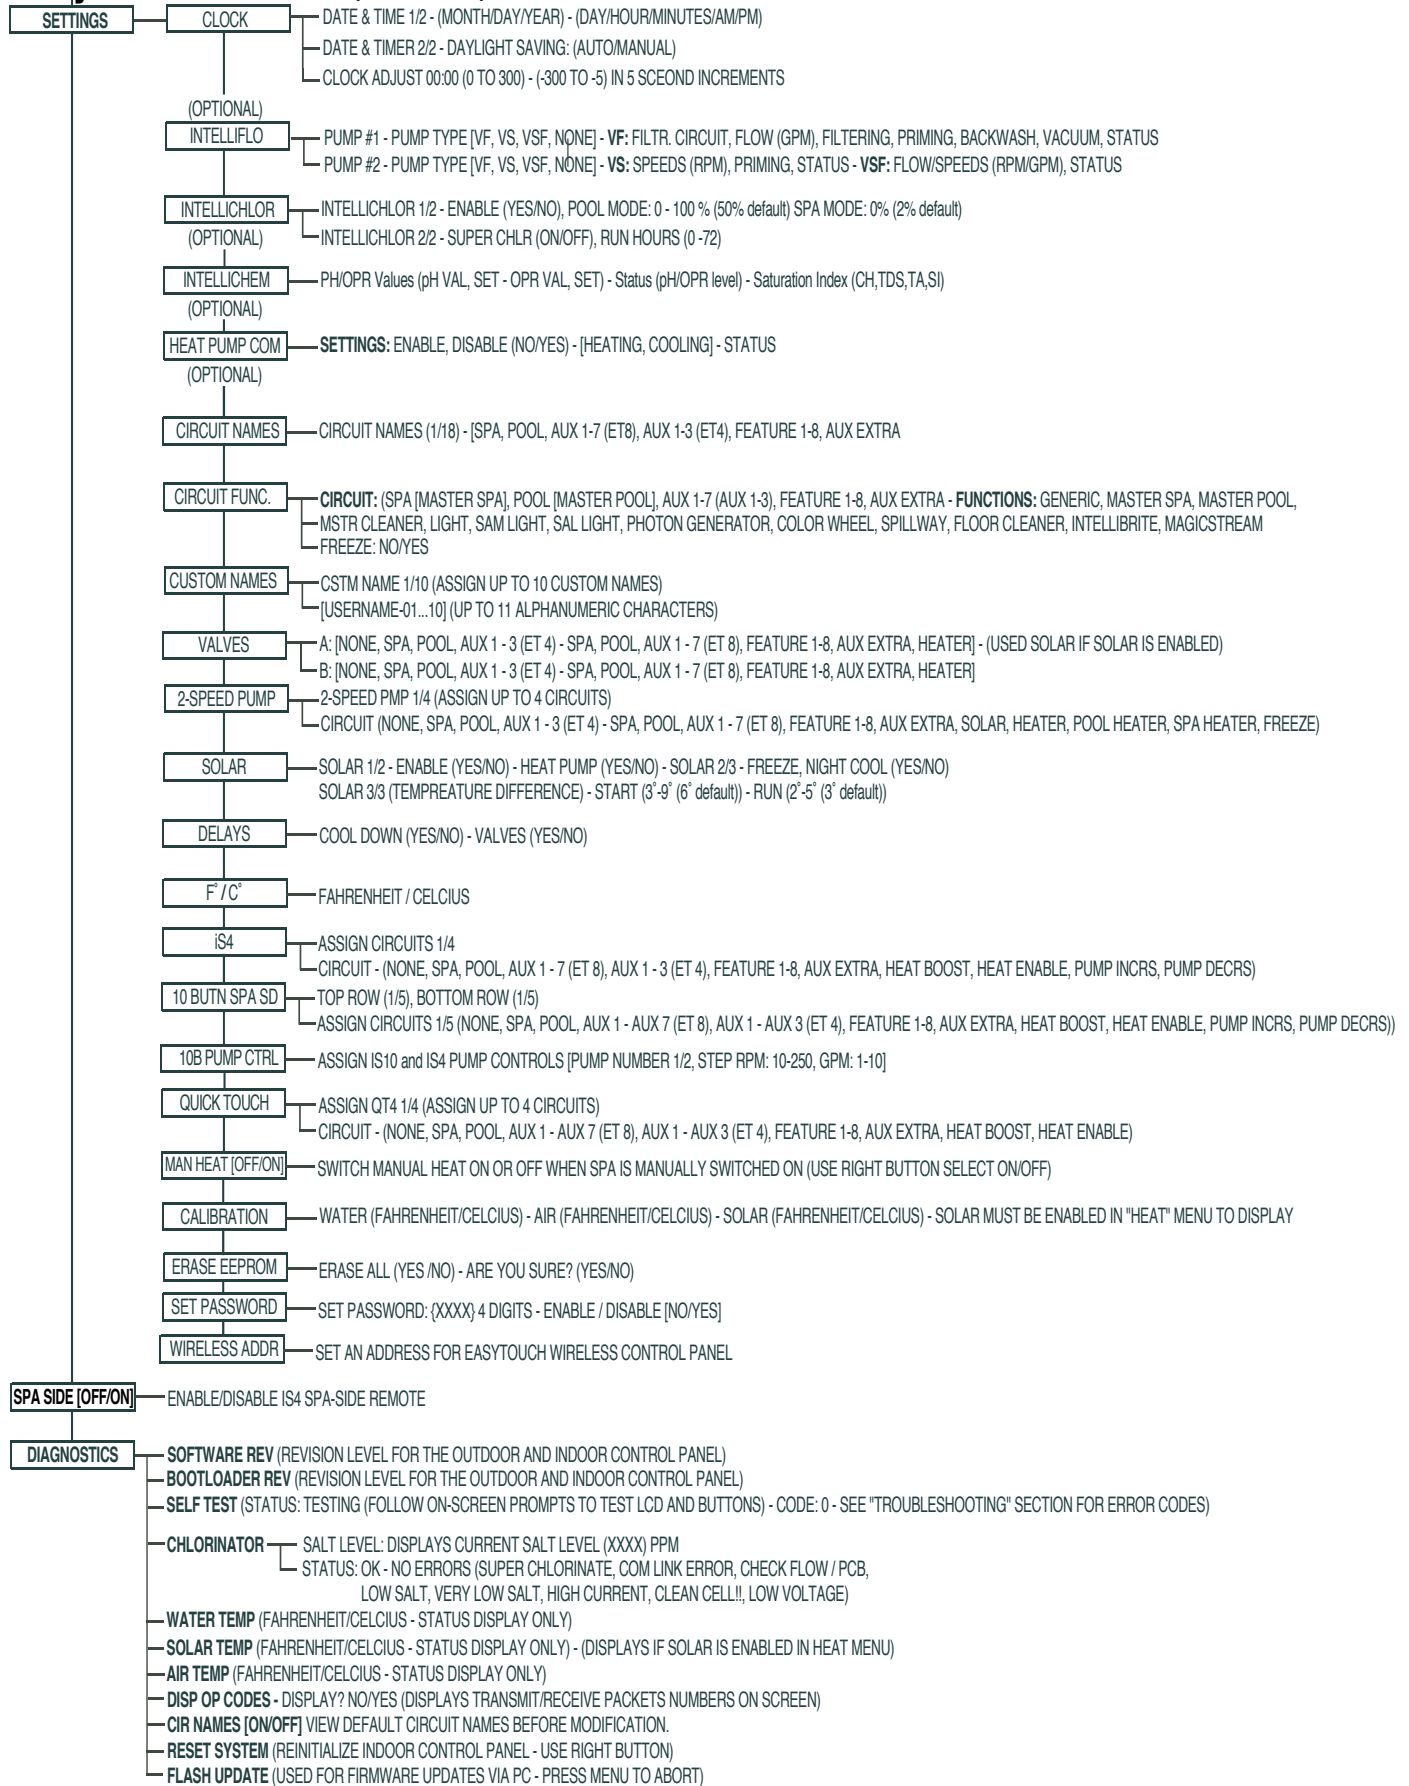 SETTINGS
CLOCK
DATE & TIME 1/2 - (MONTH/DAY/YEAR) - (DAY/HOUR/MINUTES/AM/PM)
DATE & TIMER 2/2 - DAYLIGHT SAVING: (AUTO/MANUAL)
CLOCK ADJUST 00:00 (0 TO 300) - (-300 TO -5) IN 5 SCEOND INCREMENTS
(OPTIONAL)
INTELLIFLO
PUMP #1 - PUMP TYPE [VF, VS, VSF, NONE] - VF: FILTR. CIRCUIT, FLOW (GPM), FILTERING, PRIMING, BACKWASH, VACUUM, STATUS
PUMP #2 - PUMP TYPE [VF, VS, VSF, NONE] - VS: SPEEDS (RPM), PRIMING, STATUS - VSF: FLOW/SPEEDS (RPM/GPM), STATUS
INTELLICHLOR
INTELLICHLOR 1/2 - ENABLE (YES/NO), POOL MODE: 0 - 100 % (50% default) SPA MODE: 0% (2% default)
(OPTIONAL)
INTELLICHLOR 2/2 - SUPER CHLR (ON/OFF), RUN HOURS (0 -72)
INTELLICHEM
PH/OPR Values (pH VAL, SET - OPR VAL, SET) - Status (pH/OPR level) - Saturation Index (CH,TDS,TA,SI)
(OPTIONAL)
HEAT PUMP COM
SETTINGS: ENABLE, DISABLE (NO/YES) - [HEATING, COOLING] - STATUS
(OPTIONAL)
CIRCUIT NAMES
CIRCUIT NAMES (1/18) - [SPA, POOL, AUX 1-7 (ET8), AUX 1-3 (ET4), FEATURE 1-8, AUX EXTRA
CIRCUIT FUNC.
CIRCUIT: (SPA [MASTER SPA], POOL [MASTER POOL], AUX 1-7 (AUX 1-3), FEATURE 1-8, AUX EXTRA - FUNCTIONS: GENERIC, MASTER SPA, MASTER POOL,
MSTR CLEANER, LIGHT, SAM LIGHT, SAL LIGHT, PHOTON GENERATOR, COLOR WHEEL, SPILLWAY, FLOOR CLEANER, INTELLIBRITE, MAGICSTREAM
FREEZE: NO/YES
CUSTOM NAMES
CSTM NAME 1/10 (ASSIGN UP TO 10 CUSTOM NAMES)
[USERNAME-01...10] (UP TO 11 ALPHANUMERIC CHARACTERS)
VALVES
A: [NONE, SPA, POOL, AUX 1 - 3 (ET 4) - SPA, POOL, AUX 1 - 7 (ET 8), FEATURE 1-8, AUX EXTRA, HEATER] - (USED SOLAR IF SOLAR IS ENABLED)
B: [NONE, SPA, POOL, AUX 1 - 3 (ET 4) - SPA, POOL, AUX 1 - 7 (ET 8), FEATURE 1-8, AUX EXTRA, HEATER]
2-SPEED PUMP
2-SPEED PMP 1/4 (ASSIGN UP TO 4 CIRCUITS)
CIRCUIT (NONE, SPA, POOL, AUX 1 - 3 (ET 4) - SPA, POOL, AUX 1 - 7 (ET 8), FEATURE 1-8, AUX EXTRA, SOLAR, HEATER, POOL HEATER, SPA HEATER, FREEZE)
SOLAR
SOLAR 1/2 - ENABLE (YES/NO) - HEAT PUMP (YES/NO) - SOLAR 2/3 - FREEZE, NIGHT COOL (YES/NO)
SOLAR 3/3 (TEMPREATURE DIFFERENCE) - START (3˚-9˚ (6˚ default)) - RUN (2˚-5˚ (3˚ default))
DELAYS
COOL DOWN (YES/NO) - VALVES (YES/NO)
F˚ / C˚
FAHRENHEIT / CELCIUS
iS4
ASSIGN CIRCUITS 1/4
CIRCUIT - (NONE, SPA, POOL, AUX 1 - 7 (ET 8), AUX 1 - 3 (ET 4), FEATURE 1-8, AUX EXTRA, HEAT BOOST, HEAT ENABLE, PUMP INCRS, PUMP DECRS)
10 BUTN SPA SD
TOP ROW (1/5), BOTTOM ROW (1/5)
ASSIGN CIRCUITS 1/5 (NONE, SPA, POOL, AUX 1 - AUX 7 (ET 8), AUX 1 - AUX 3 (ET 4), FEATURE 1-8, AUX EXTRA, HEAT BOOST, HEAT ENABLE, PUMP INCRS, PUMP DECRS))
10B PUMP CTRL
ASSIGN IS10 and IS4 PUMP CONTROLS [PUMP NUMBER 1/2, STEP RPM: 10-250, GPM: 1-10]
QUICK TOUCH
ASSIGN QT4 1/4 (ASSIGN UP TO 4 CIRCUITS)
CIRCUIT - (NONE, SPA, POOL, AUX 1 - AUX 7 (ET 8), AUX 1 - AUX 3 (ET 4), FEATURE 1-8, AUX EXTRA, HEAT BOOST, HEAT ENABLE)
MAN HEAT [OFF/ON]
SWITCH MANUAL HEAT ON OR OFF WHEN SPA IS MANUALLY SWITCHED ON (USE RIGHT BUTTON SELECT ON/OFF)
CALIBRATION
WATER (FAHRENHEIT/CELCIUS) - AIR (FAHRENHEIT/CELCIUS) - SOLAR (FAHRENHEIT/CELCIUS) - SOLAR MUST BE ENABLED IN "HEAT" MENU TO DISPLAY
ERASE EEPROM
ERASE ALL (YES /NO) - ARE YOU SURE? (YES/NO)
SET PASSWORD
SET PASSWORD: {XXXX} 4 DIGITS - ENABLE / DISABLE [NO/YES]
WIRELESS ADDR
SET AN ADDRESS FOR EASYTOUCH WIRELESS CONTROL PANEL
SPA SIDE [OFF/ON]
ENABLE/DISABLE IS4 SPA-SIDE REMOTE
DIAGNOSTICS
SOFTWARE REV (REVISION LEVEL FOR THE OUTDOOR AND INDOOR CONTROL PANEL)
BOOTLOADER REV (REVISION LEVEL FOR THE OUTDOOR AND INDOOR CONTROL PANEL)
SELF TEST (STATUS: TESTING (FOLLOW ON-SCREEN PROMPTS TO TEST LCD AND BUTTONS) - CODE: 0 - SEE "TROUBLESHOOTING" SECTION FOR ERROR CODES)
CHLORINATOR
SALT LEVEL: DISPLAYS CURRENT SALT LEVEL (XXXX) PPM
STATUS: OK - NO ERRORS (SUPER CHLORINATE, COM LINK ERROR, CHECK FLOW / PCB,
LOW SALT, VERY LOW SALT, HIGH CURRENT, CLEAN CELL!!, LOW VOLTAGE)
WATER TEMP (FAHRENHEIT/CELCIUS - STATUS DISPLAY ONLY)
SOLAR TEMP (FAHRENHEIT/CELCIUS - STATUS DISPLAY ONLY) - (DISPLAYS IF SOLAR IS ENABLED IN HEAT MENU)
AIR TEMP (FAHRENHEIT/CELCIUS - STATUS DISPLAY ONLY)
DISP OP CODES - DISPLAY? NO/YES (DISPLAYS TRANSMIT/RECEIVE PACKETS NUMBERS ON SCREEN)
CIR NAMES [ON/OFF] VIEW DEFAULT CIRCUIT NAMES BEFORE MODIFICATION.
RESET SYSTEM (REINITIALIZE INDOOR CONTROL PANEL - USE RIGHT BUTTON)
FLASH UPDATE (USED FOR FIRMWARE UPDATES VIA PC - PRESS MENU TO ABORT)